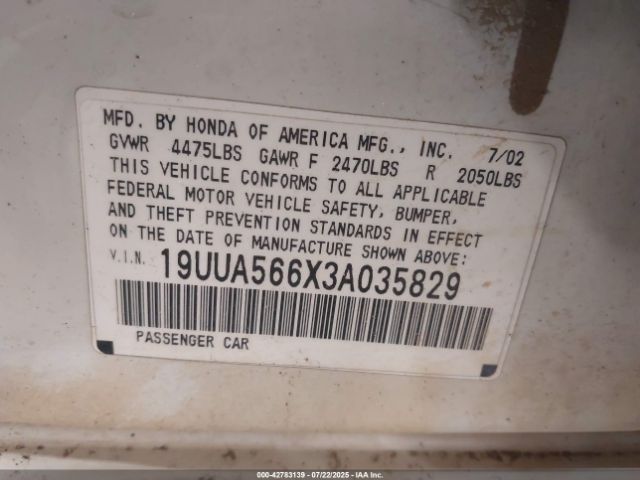 MFD. BY HONDA OF AMERICA MFG., INC. 7/02
GVWR 4475LBS GAWR F 2470LBS R 2050LBS
THIS VEHICLE CONFORMS TO ALL APPLICABLE
FEDERAL MOTOR VEHICLE SAFETY, BUMPER,
AND THEFT PREVENTION STANDARDS IN EFFECT
ON THE DATE OF MANUFACTURE SHOWN ABOVE:
V.I.N. 19UUA566X3A035829
PASSENGER CAR
000-42783139 | 07/22/2025 | IAA Inc.